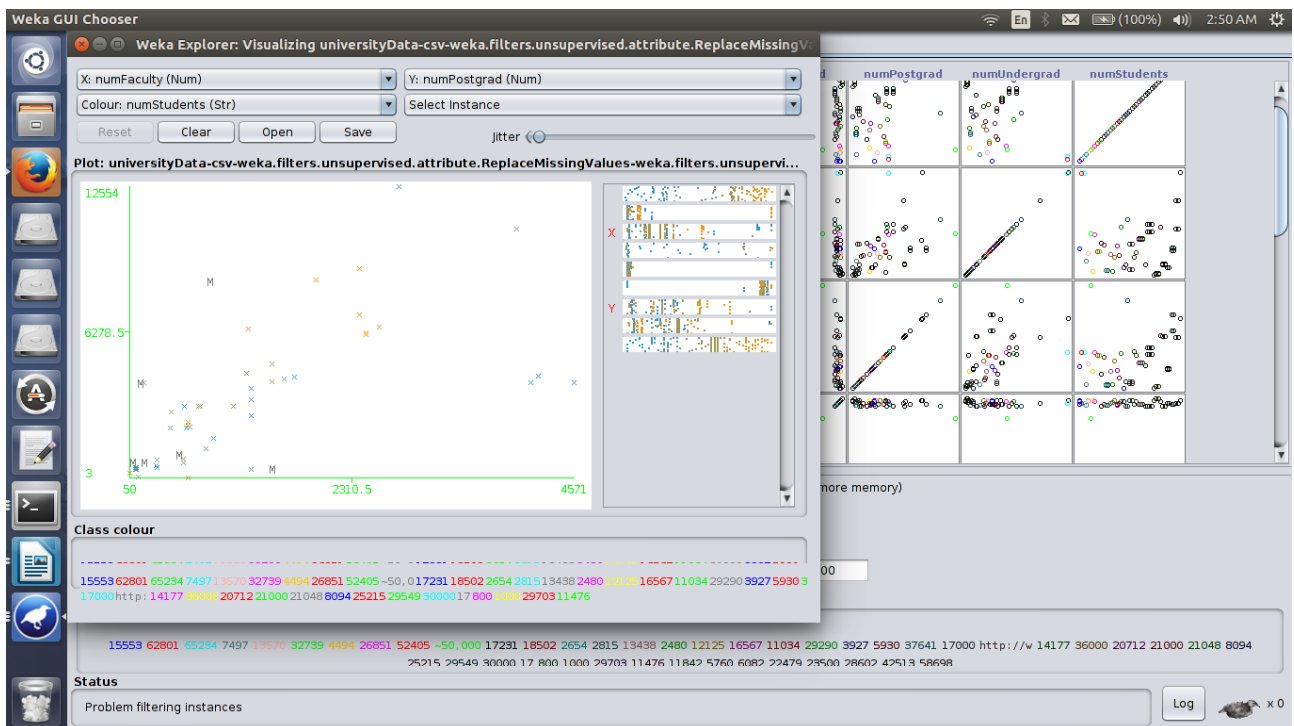 Weka GUI Chooser
En (100%) 2:50 AM
Weka Explorer: Visualizing universityData-csv-weka.filters.unsupervised.attribute.ReplaceMissingVa
X: numFaculty (Num)
Y: numPostgrad (Num)
Colour: numStudents (Str)
Select Instance
Reset Clear Open Save Jitter
Plot: universityData-csv-weka.filters.unsupervised.attribute.ReplaceMissingValues-weka.filters.unsupervi...
12554
6278.5
3
50 2310.5 4571
M
M
M M M M
X
Y
d numPostgrad numUndergrad numStudents
more memory)
00
Class colour
15553 62801 65234 7497 13570 32739 4494 26851 52405 ~50,0 17231 18502 2654 2815 13438 2480 12125 16567 11034 29290 3927 5930 3
17000 http: 14177 36000 20712 21000 21048 8094 25215 29549 30000 17 800 1000 29703 11476
15553 62801 65234 7497 13570 32739 4494 26851 52405 ~50,000 17231 18502 2654 2815 13438 2480 12125 16567 11034 29290 3927 5930 37641 17000 http://w 14177 36000 20712 21000 21048 8094
25215 29549 30000 17 800 1000 29703 11476 11842 5760 6082 22479 23500 28602 42513 58698
Status
Problem filtering instances
Log x 0